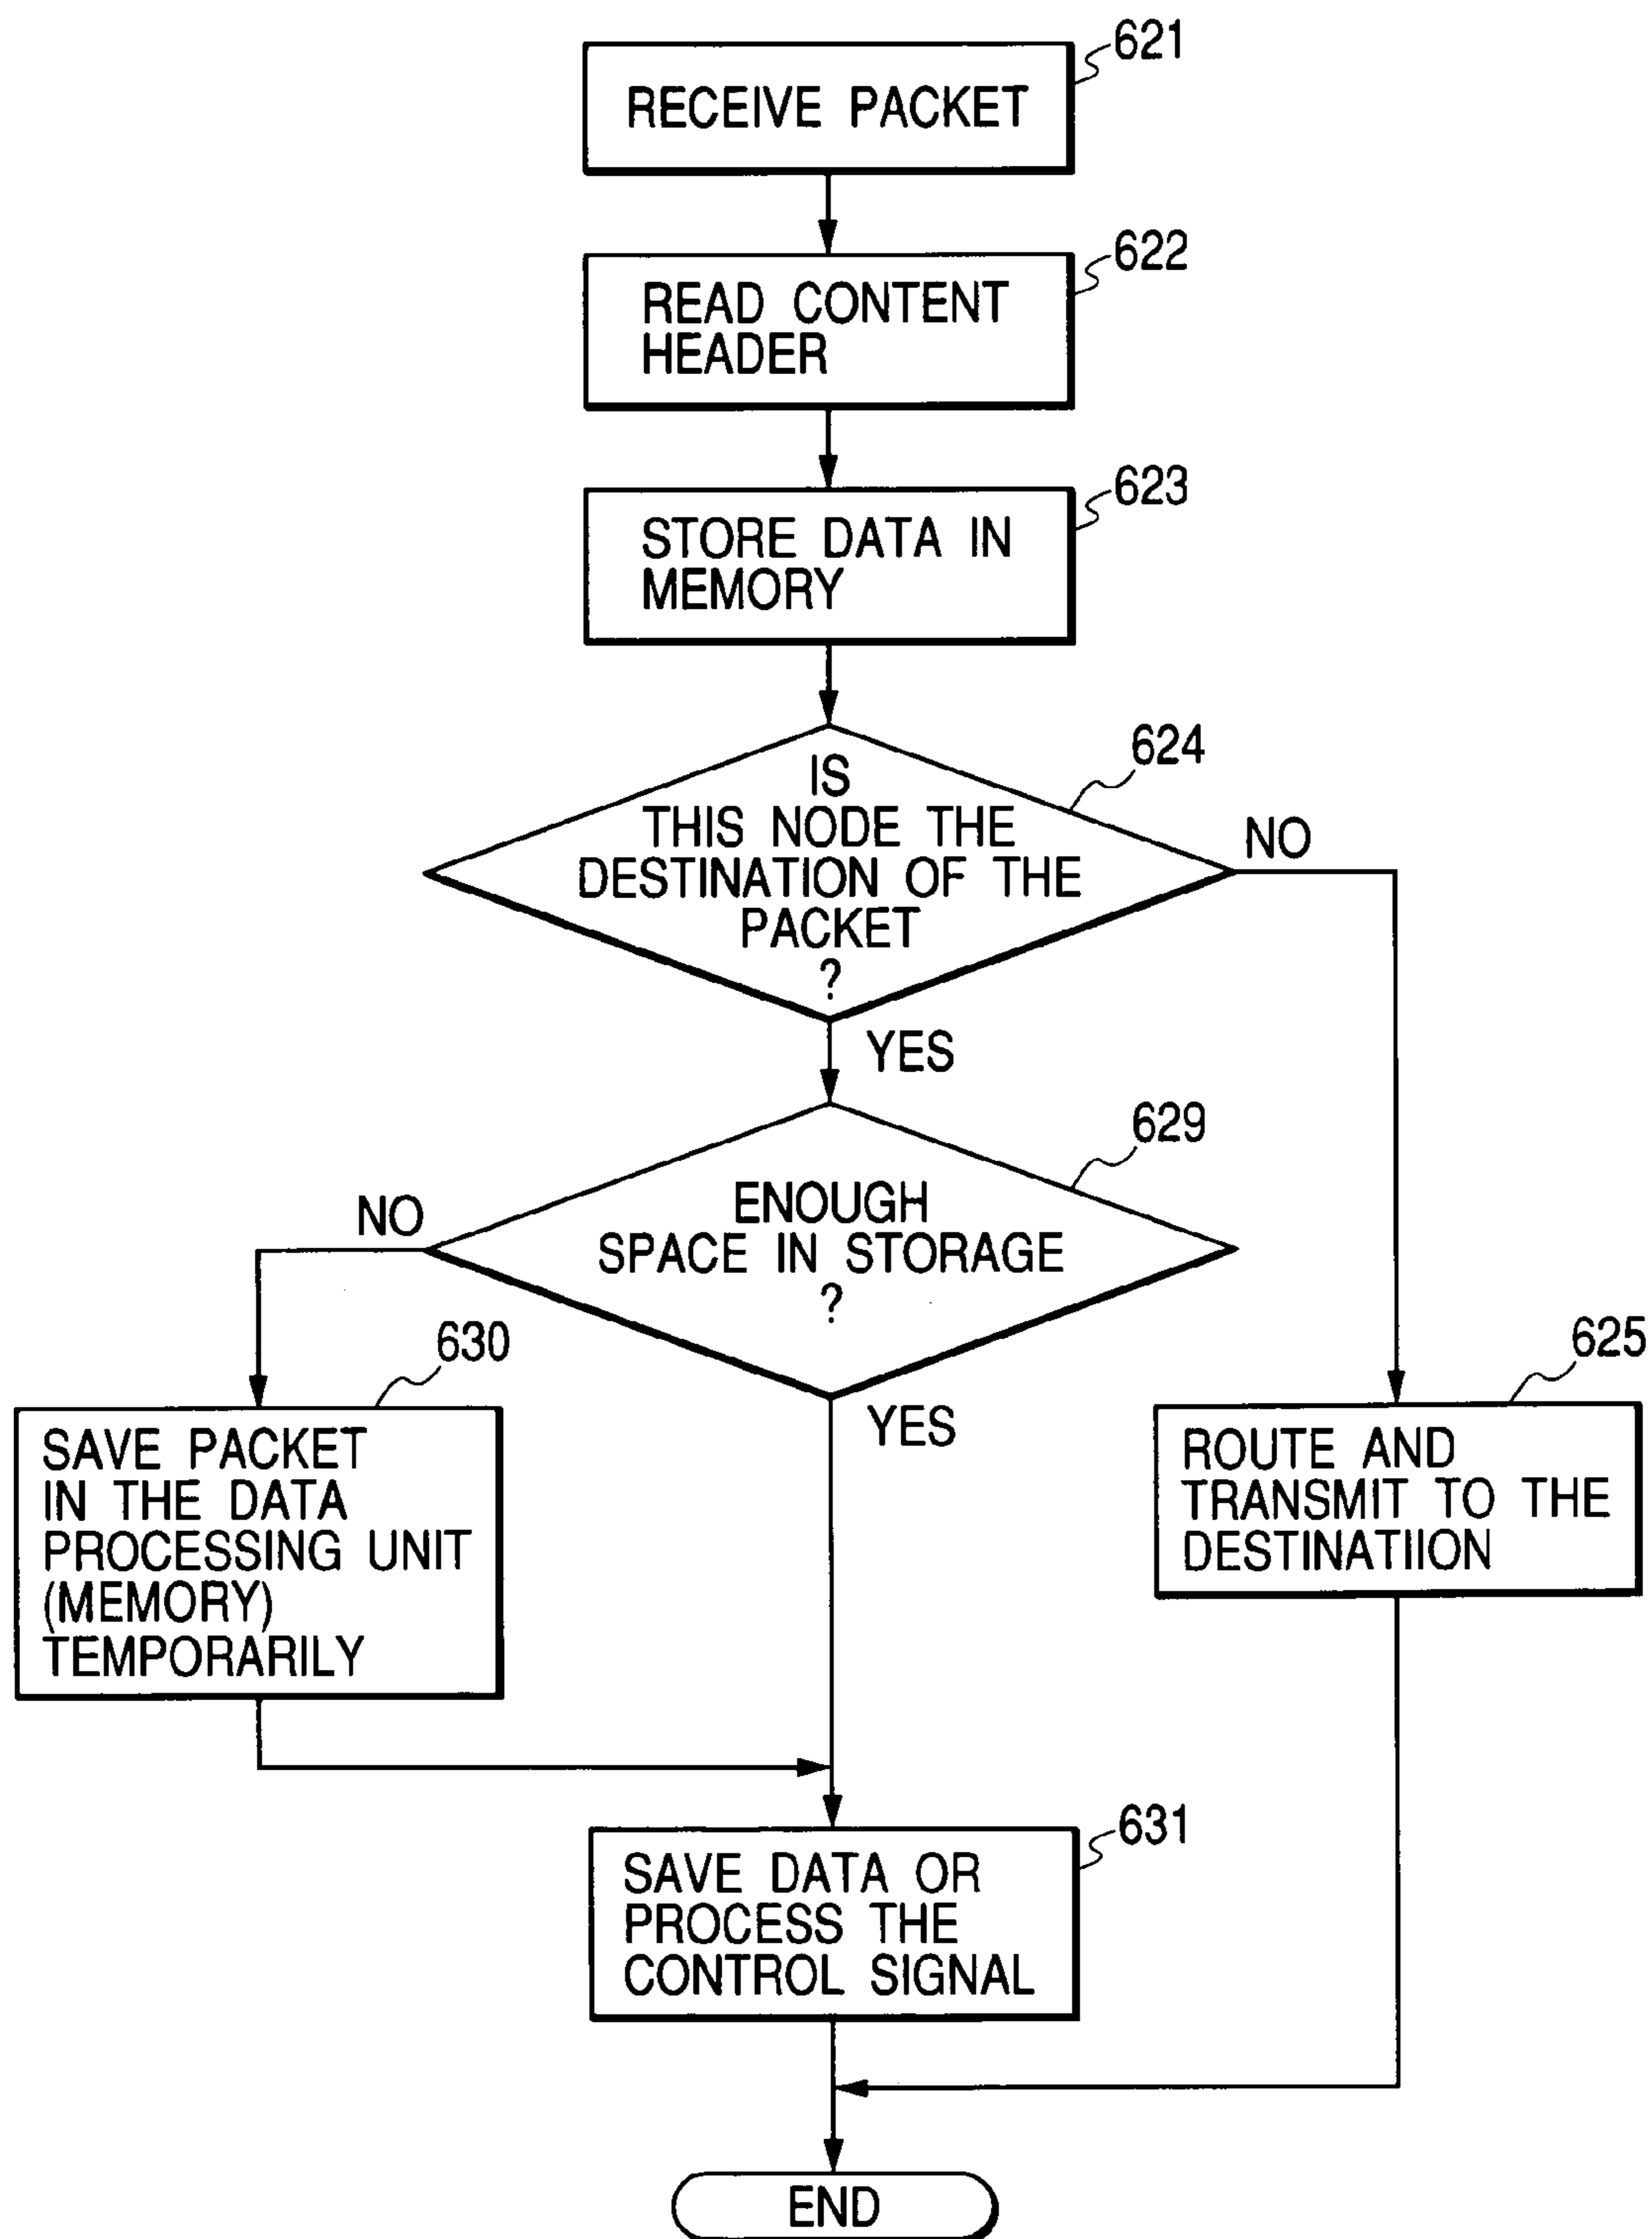 621
RECEIVE PACKET
622
READ CONTENT
HEADER
623
STORE DATA IN
MEMORY
624
IS
THIS NODE THE
DESTINATION OF THE
PACKET
?
NO
YES
629
ENOUGH
SPACE IN STORAGE
?
NO
YES
630
SAVE PACKET
IN THE DATA
PROCESSING UNIT
(MEMORY)
TEMPORARILY
625
ROUTE AND
TRANSMIT TO THE
DESTINATIION
631
SAVE DATA OR
PROCESS THE
CONTROL SIGNAL
END